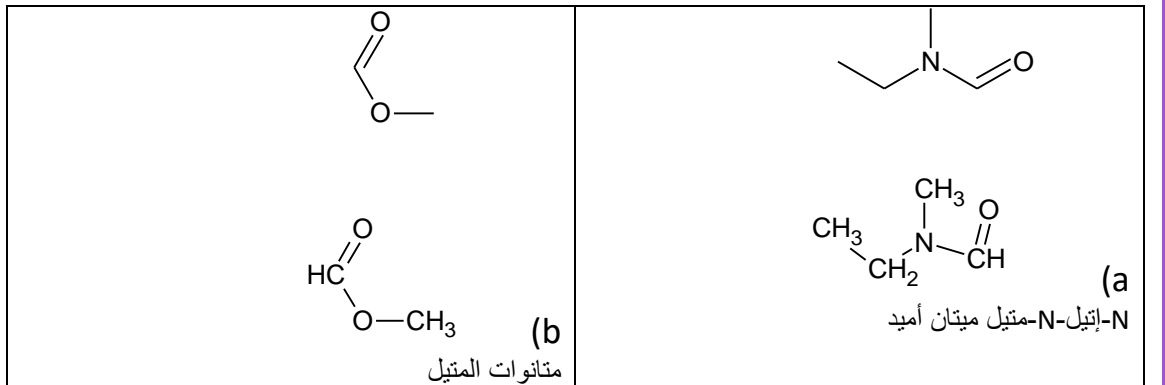 O
N
O
CH3
O
CH3
N
CH2
CH
a)
N-إتيل-N-متيل ميتان أميد
O
O
O
HC
O—CH3
b)
متانوات المتيل